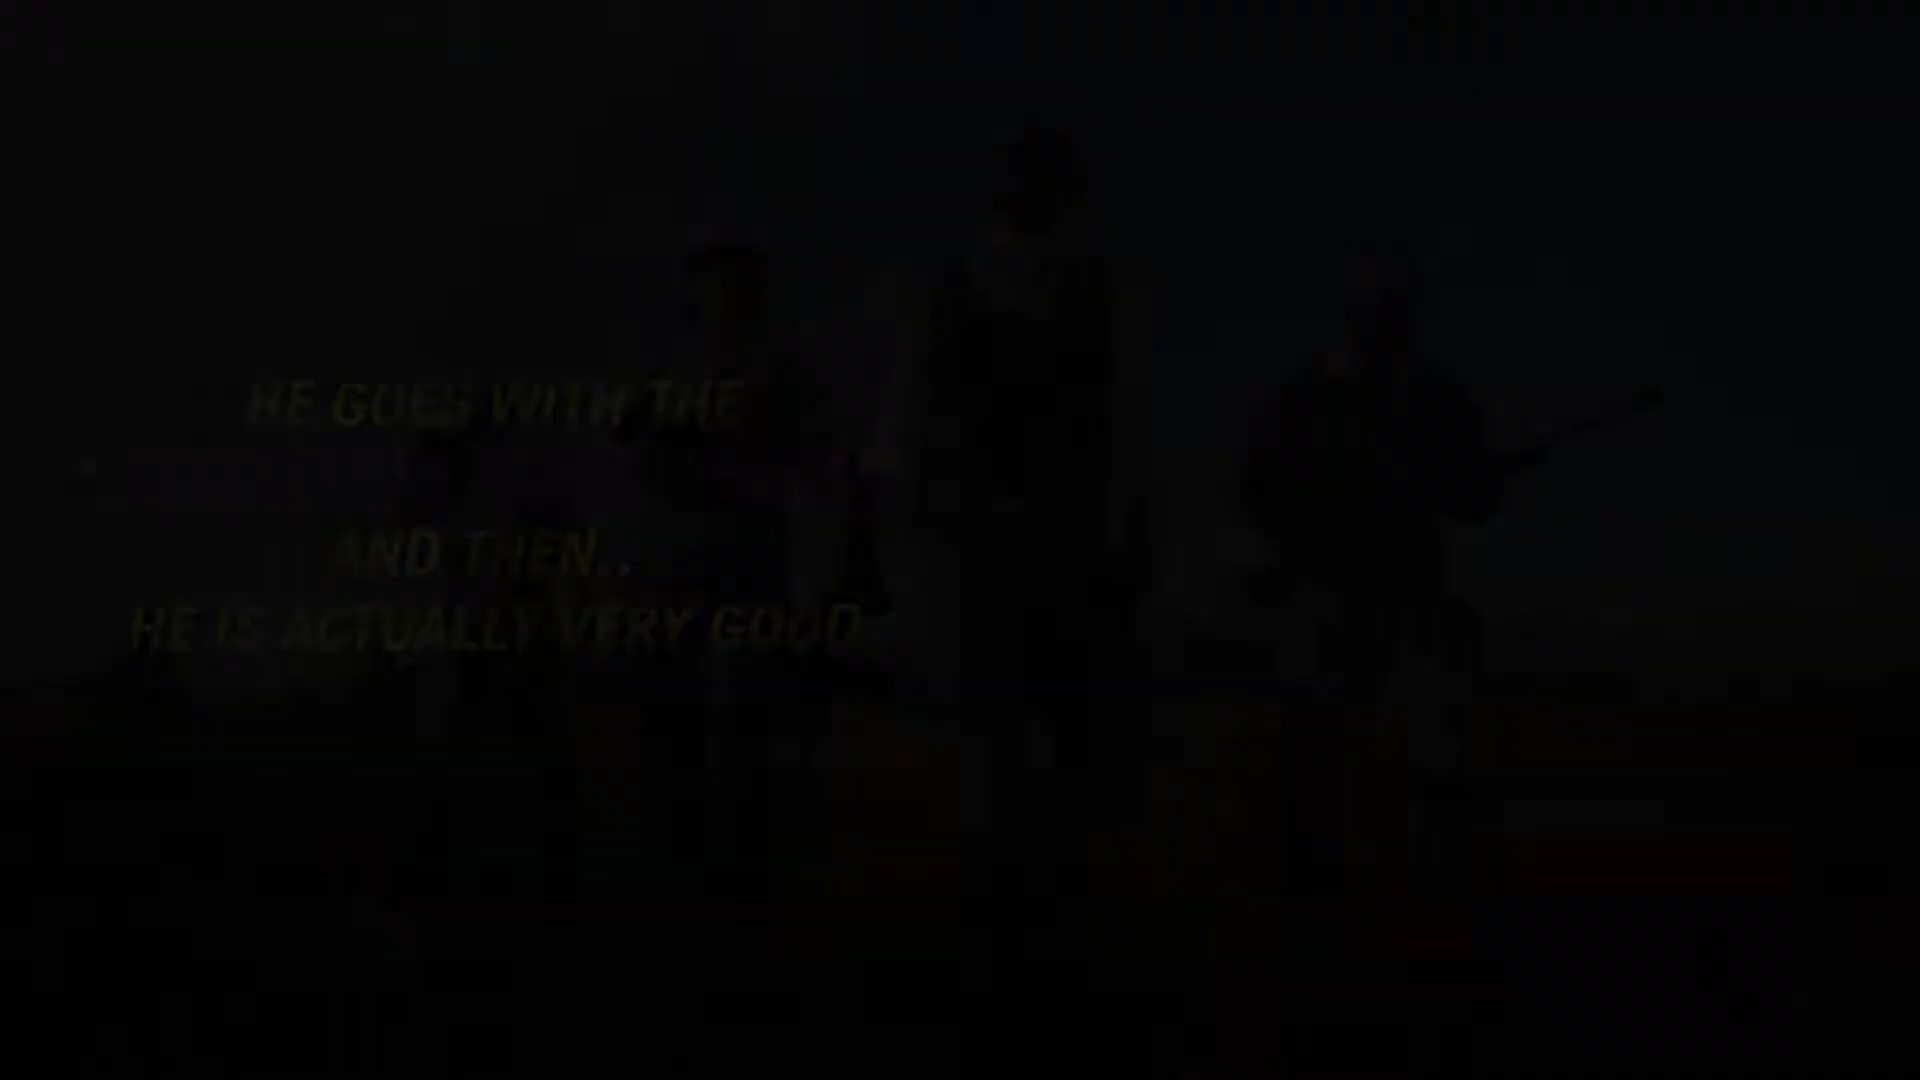 HE GOES WITH THE
AND THEN..
HE IS ACTUALLY VERY GOOD